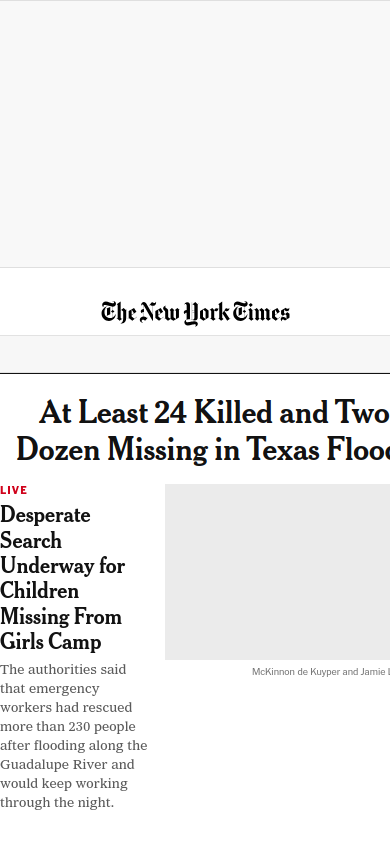 The New York Times
At Least 24 Killed and Two
Dozen Missing in Texas Flood
LIVE
Desperate
Search
Underway for
Children
Missing From
Girls Camp
McKinnon de Kuyper and Jamie L
The authorities said
that emergency
workers had rescued
more than 230 people
after flooding along the
Guadalupe River and
would keep working
through the night.